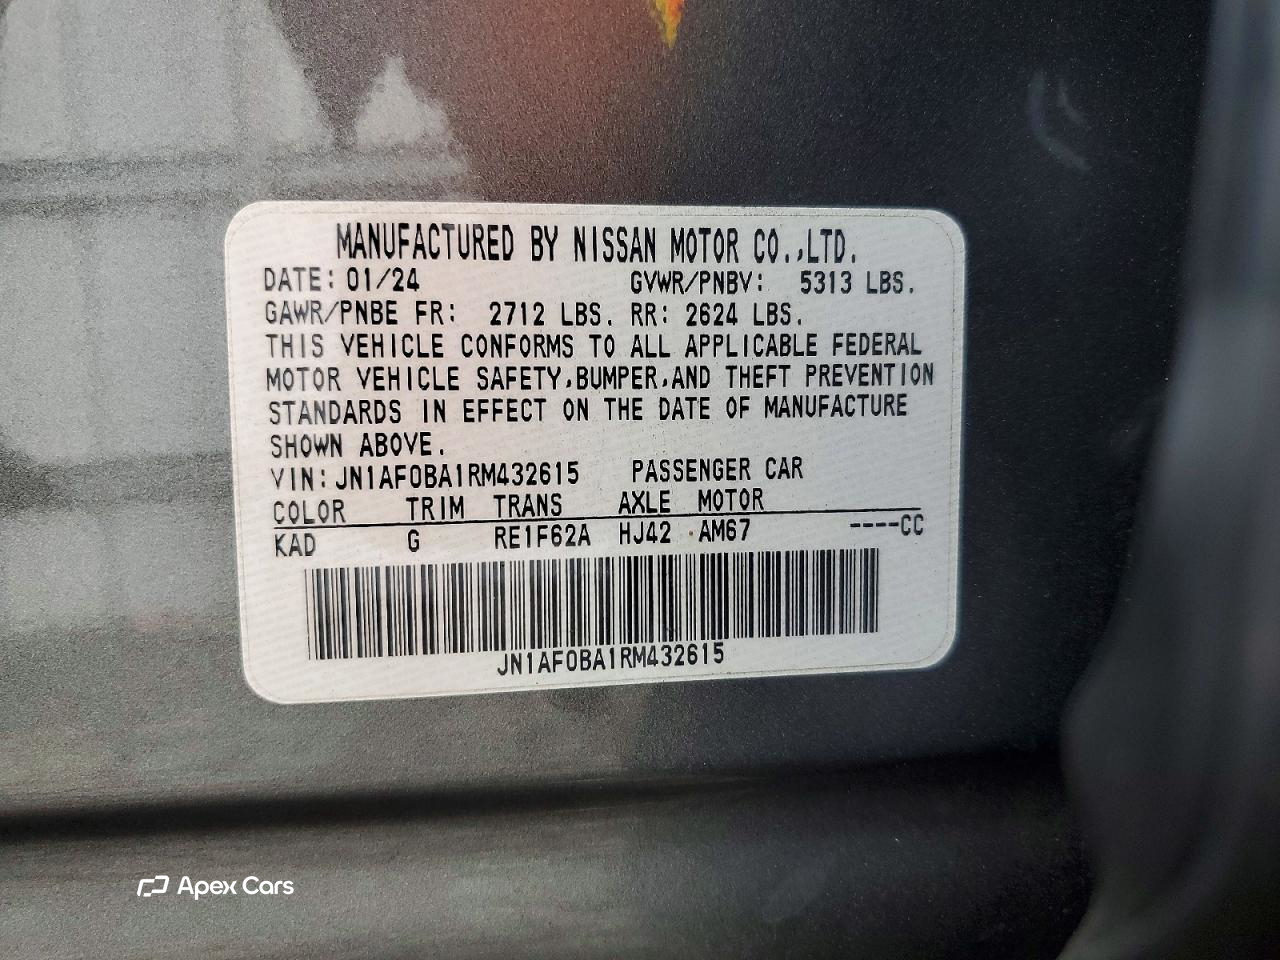 MANUFACTURED BY NISSAN MOTOR CO.,LTD.
DATE: 01/24 GVWR/PNBV: 5313 LBS.
GAWR/PNBE FR: 2712 LBS. RR: 2624 LBS.
THIS VEHICLE CONFORMS TO ALL APPLICABLE FEDERAL
MOTOR VEHICLE SAFETY,BUMPER,AND THEFT PREVENTION
STANDARDS IN EFFECT ON THE DATE OF MANUFACTURE
SHOWN ABOVE.
VIN: JN1AF0BA1RM432615 PASSENGER CAR
COLOR TRIM TRANS AXLE MOTOR
KAD G RE1F62A HJ42 AM67 ----CC
JN1AF0BA1RM432615
Apex Cars